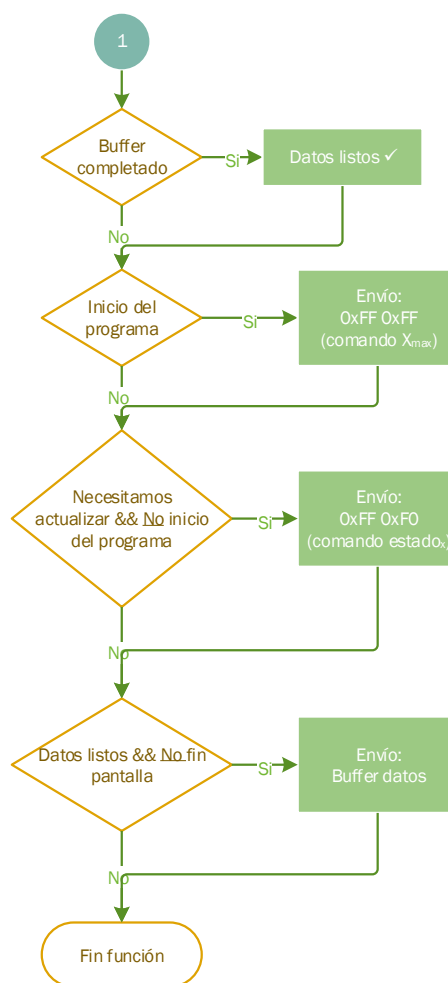 1
Buffer
completado
Si
Datos listos ✓
No
Inicio del
programa
Si
Envío:
0xFF 0xFF
(comando Xmax)
No
Necesitamos
actualizar && No inicio
del programa
Si
Envío:
0xFF 0xF0
(comando estadox)
No
Datos listos && No fin
pantalla
Si
Envío:
Buffer datos
No
Fin función